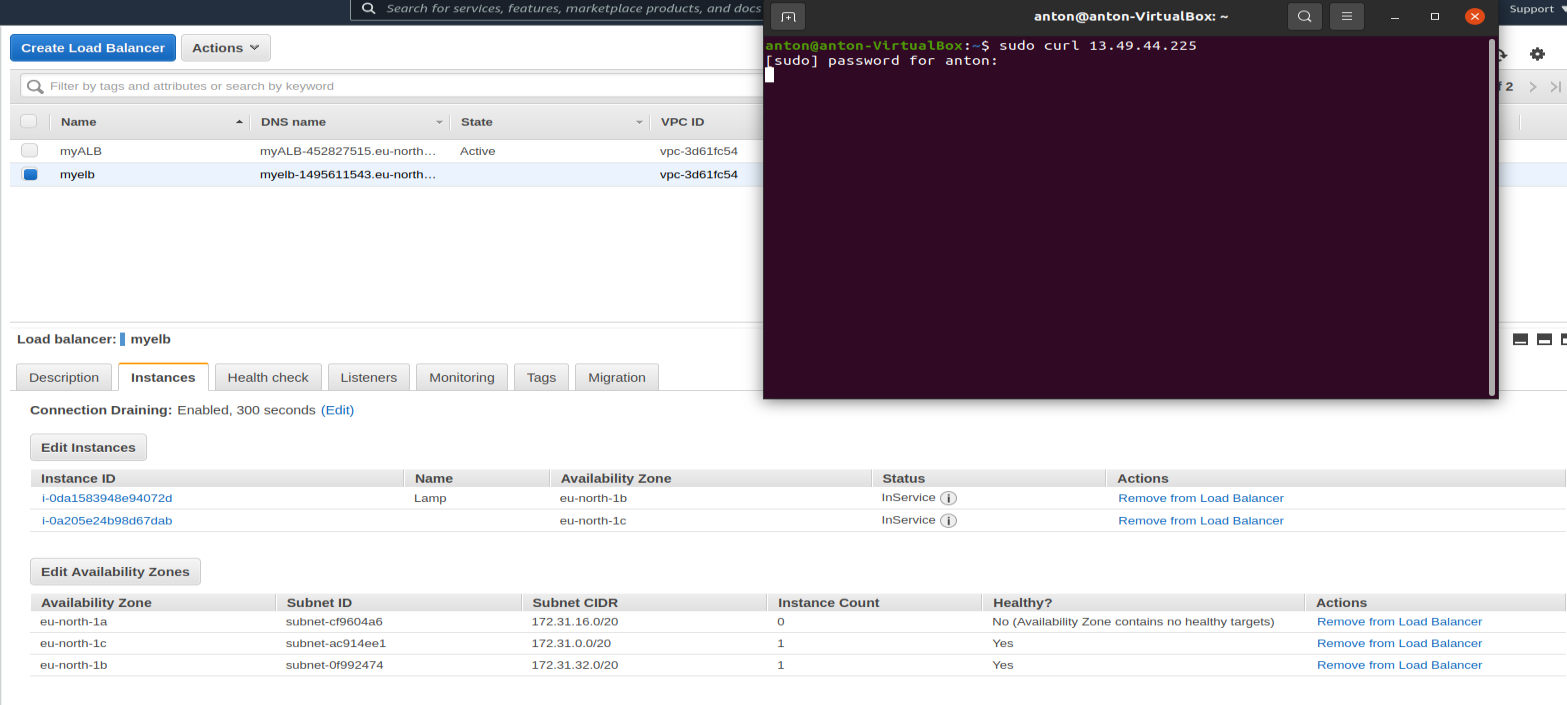 Search for services, features, marketplace products, and docs
Support
Create Load Balancer Actions
Filter by tags and attributes or search by keyword
2
Name DNS name State VPC ID
myALB myALB-452827515.eu-north… Active vpc-3d61fc54
myelb myelb-1495611543.eu-north… vpc-3d61fc54
anton@anton-VirtualBox: ~
anton@anton-VirtualBox:~$ sudo curl 13.49.44.225
[sudo] password for anton:
Load balancer: myelb
Description Instances Health check Listeners Monitoring Tags Migration
Connection Draining: Enabled, 300 seconds (Edit)
Edit Instances
Instance ID Name Availability Zone Status Actions
i-0da1583948e94072d Lamp eu-north-1b InService i Remove from Load Balancer
i-0a205e24b98d67dab eu-north-1c InService i Remove from Load Balancer
Edit Availability Zones
Availability Zone Subnet ID Subnet CIDR Instance Count Healthy? Actions
eu-north-1a subnet-cf9604a6 172.31.16.0/20 0 No (Availability Zone contains no healthy targets) Remove from Load Balancer
eu-north-1c subnet-ac914ee1 172.31.0.0/20 1 Yes Remove from Load Balancer
eu-north-1b subnet-0f992474 172.31.32.0/20 1 Yes Remove from Load Balancer